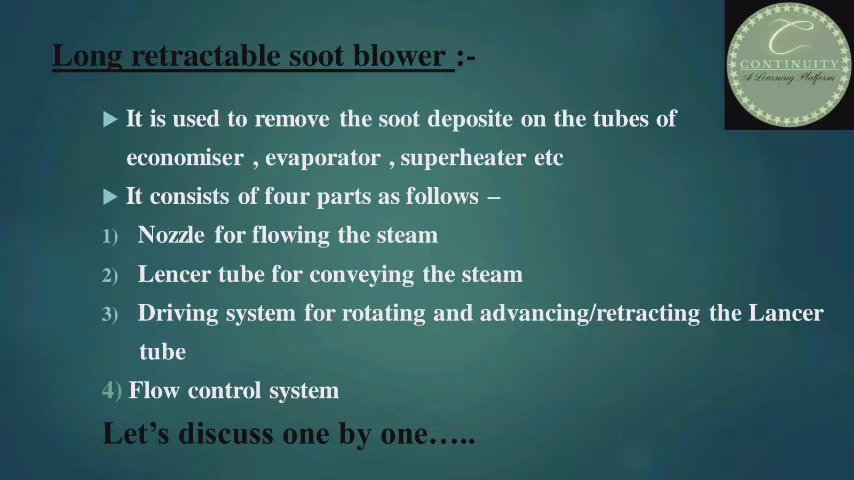 Long retractable soot blower :-
C
CONTINUITY
A Learning Platform
It is used to remove the soot deposite on the tubes of
economiser , evaporator , superheater etc
It consists of four parts as follows –
1) Nozzle for flowing the steam
2) Lencer tube for conveying the steam
3) Driving system for rotating and advancing/retracting the Lancer
tube
4) Flow control system
Let’s discuss one by one…..